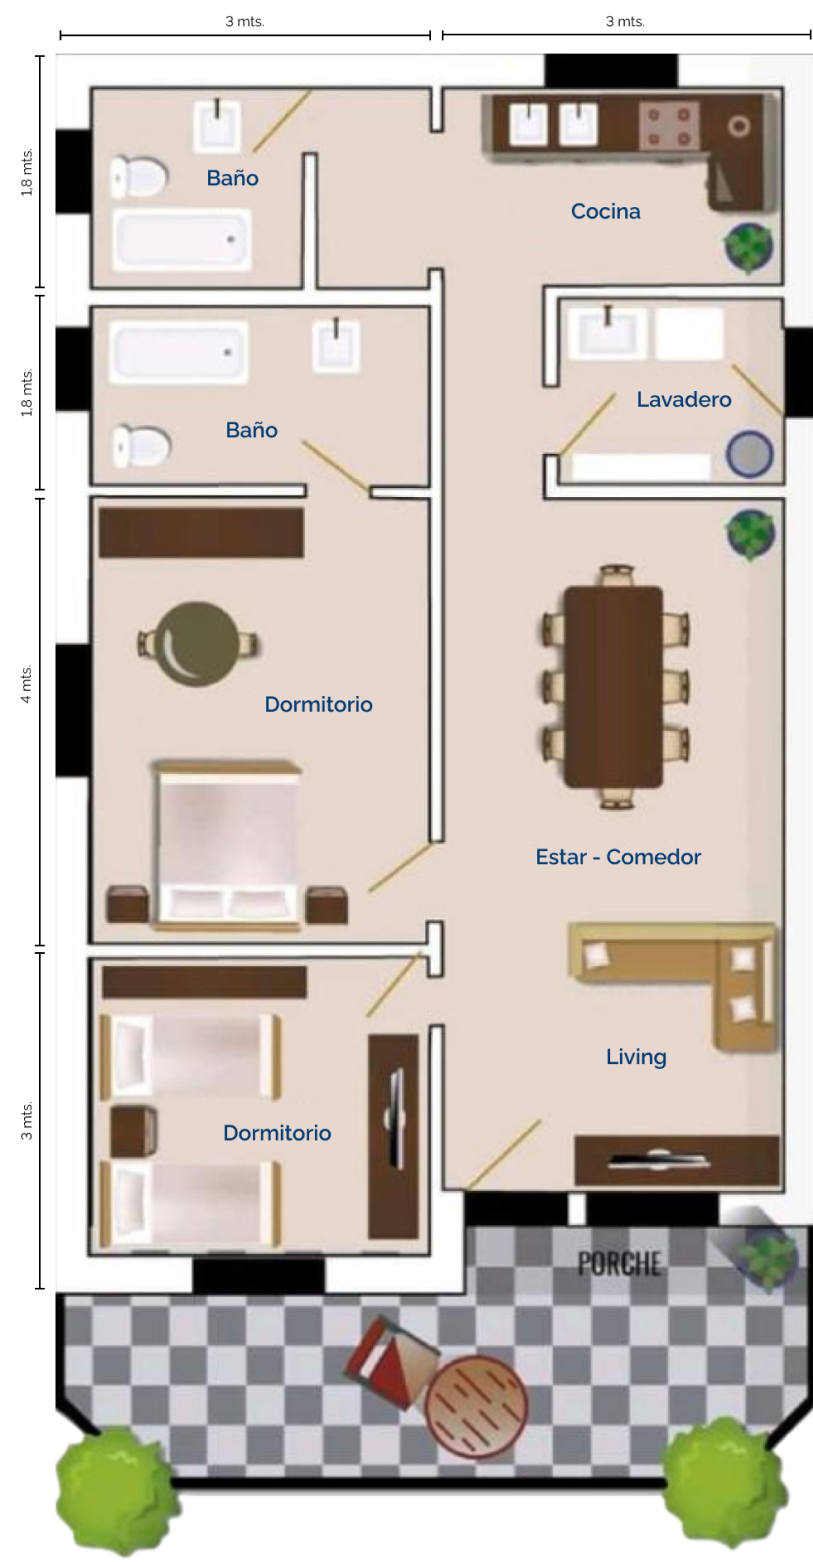 3 mts.
3 mts.
1.8 mts.
Baño
Cocina
1.8 mts.
Lavadero
Baño
4 mts.
Dormitorio
Estar - Comedor
Living
3 mts.
Dormitorio
PORCHE